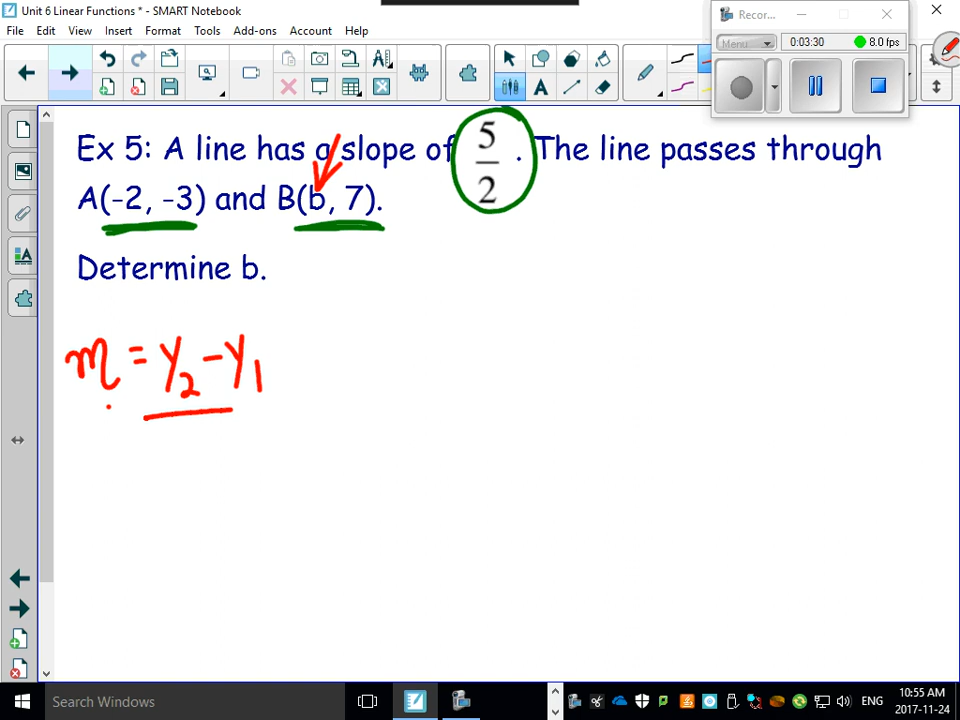 Unit 6 Linear Functions * - SMART Notebook
File Edit View Insert Format Tools Add-ons Account Help
Recor...
Menu
0:03:30
8.0 fps
Ex 5: A line has a slope of 5/2. The line passes through
A(-2, -3) and B(b, 7).
Determine b.
m = y₂ - y₁
Search Windows
ENG
10:55 AM
2017-11-24